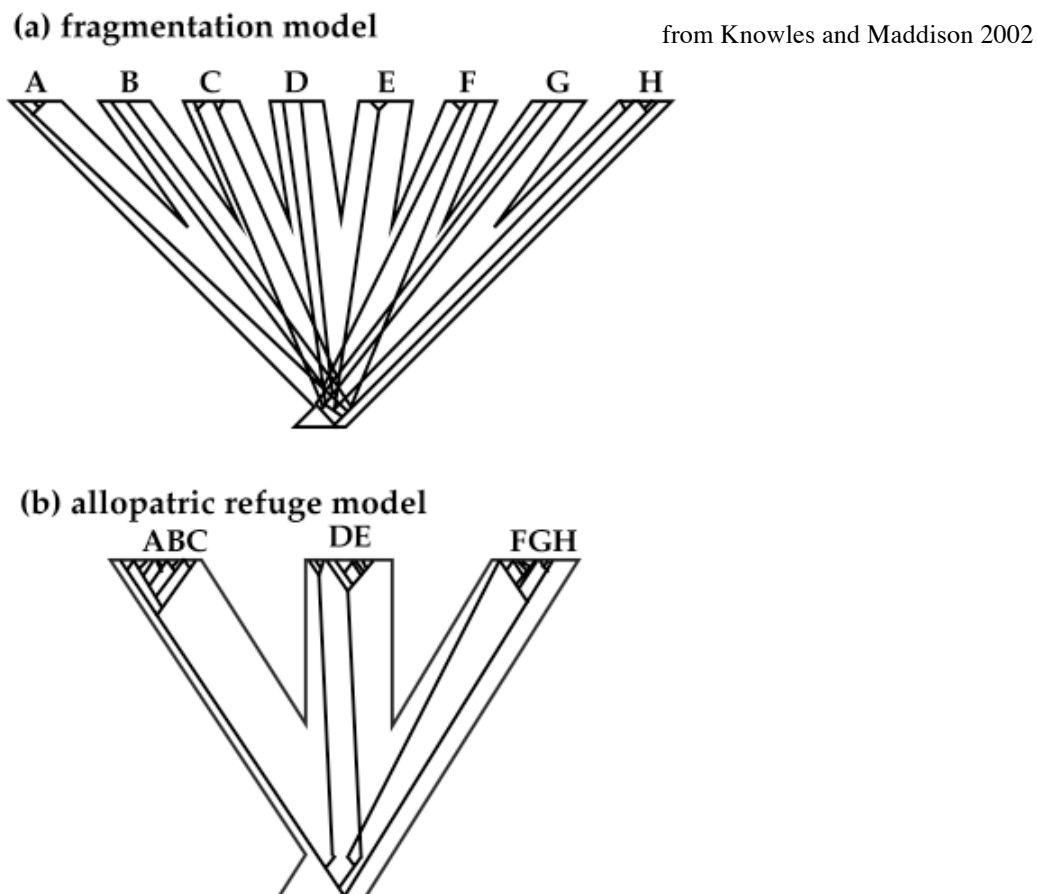 (a) fragmentation model
from Knowles and Maddison 2002
A B C D E F G H
(b) allopatric refuge model
ABC DE FGH